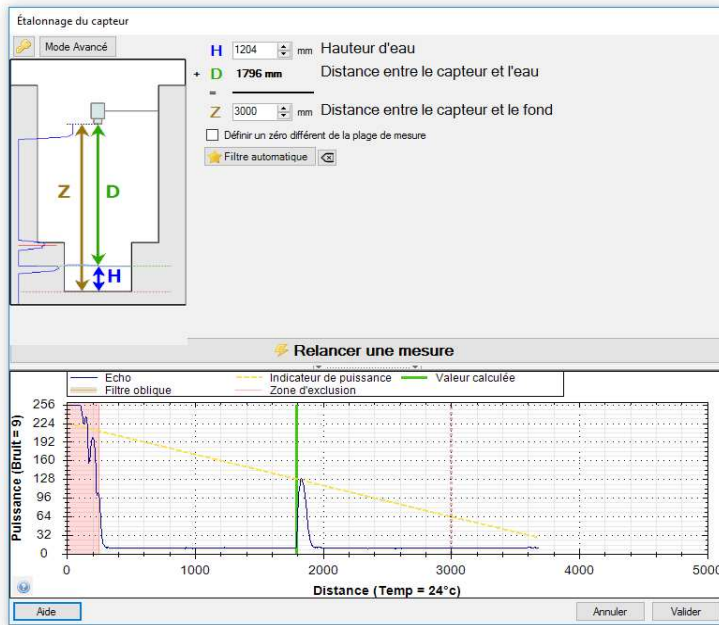 Étalonnage du capteur
Mode Avancé
H 1204 mm Hauteur d'eau
+ D 1796 mm Distance entre le capteur et l'eau
=
Z 3000 mm Distance entre le capteur et le fond
Définir un zéro différent de la plage de mesure
Filtre automatique
Z D
H
Relancer une mesure
Echo Indicateur de puissance Valeur calculée
Filtre oblique Zone d'exclusion
Puissance (Bruit = 9)
256
224
192
160
128
96
64
32
0
0 1000 2000 3000 4000 5000
Distance (Temp = 24°c)
Aide Annuler Valider